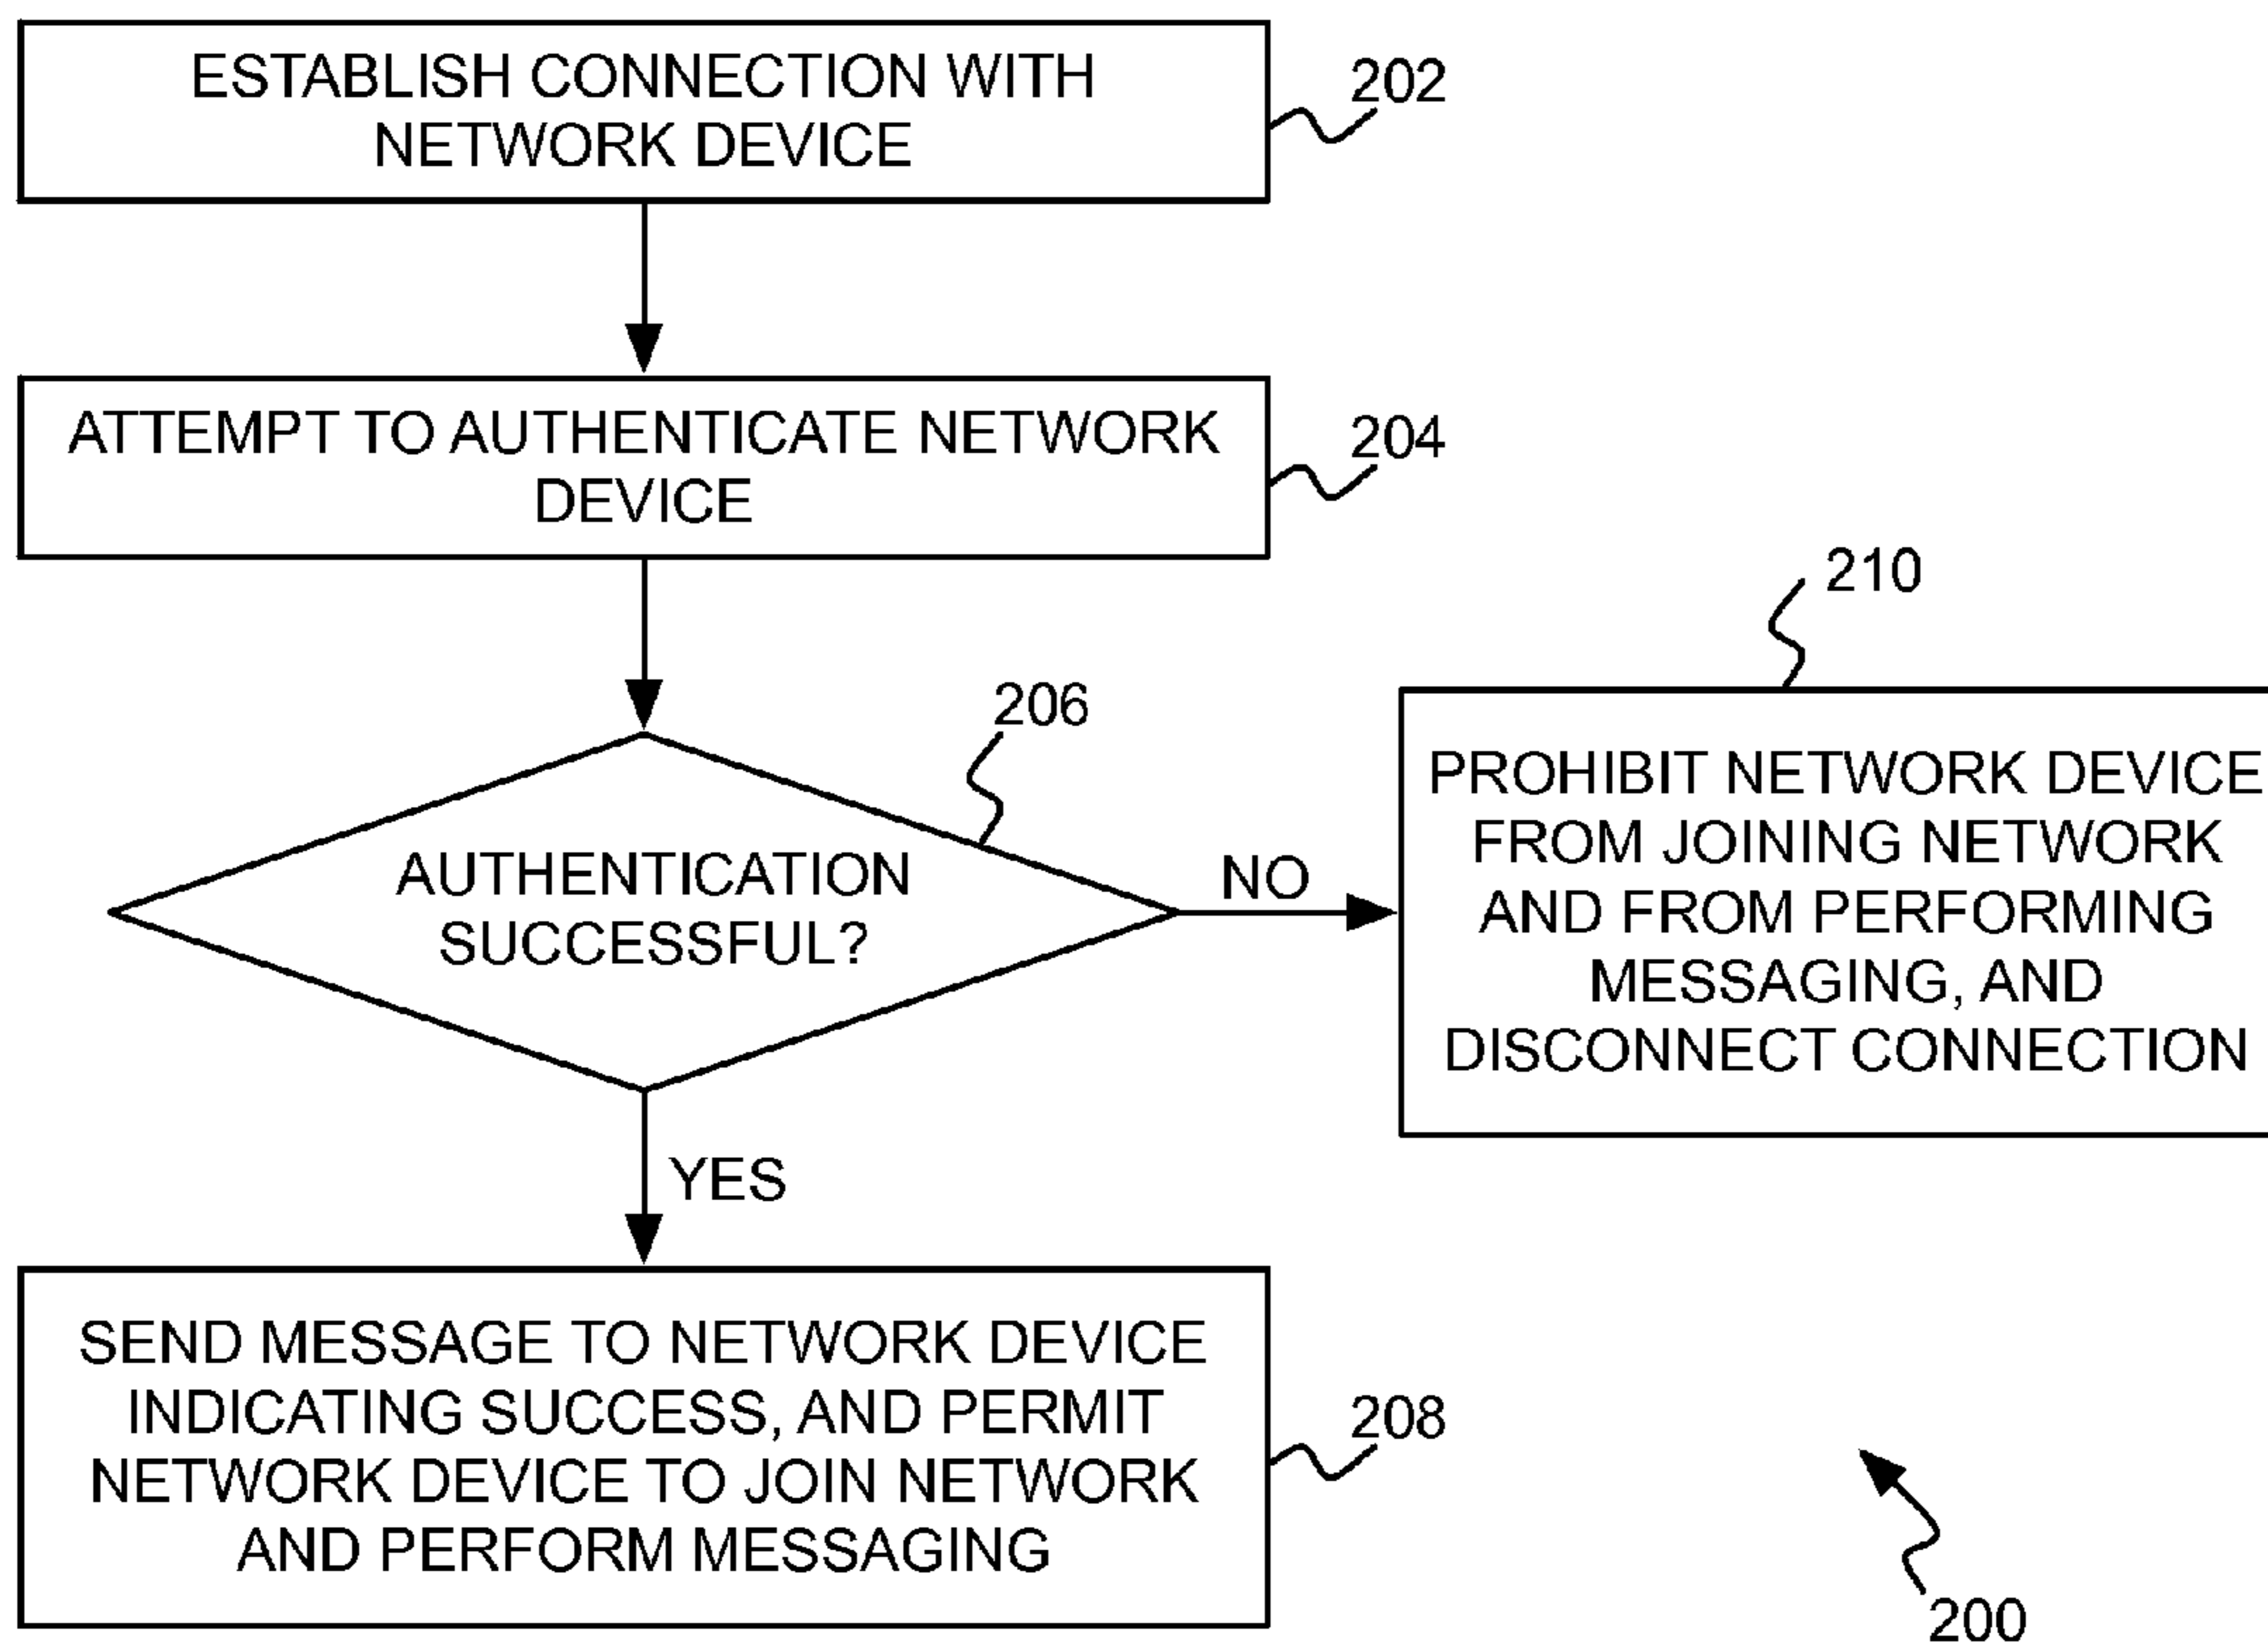 ESTABLISH CONNECTION WITH
NETWORK DEVICE
202
ATTEMPT TO AUTHENTICATE NETWORK
DEVICE
204
206
AUTHENTICATION
SUCCESSFUL?
NO
210
PROHIBIT NETWORK DEVICE
FROM JOINING NETWORK
AND FROM PERFORMING
MESSAGING, AND
DISCONNECT CONNECTION
YES
SEND MESSAGE TO NETWORK DEVICE
INDICATING SUCCESS, AND PERMIT
NETWORK DEVICE TO JOIN NETWORK
AND PERFORM MESSAGING
208
200